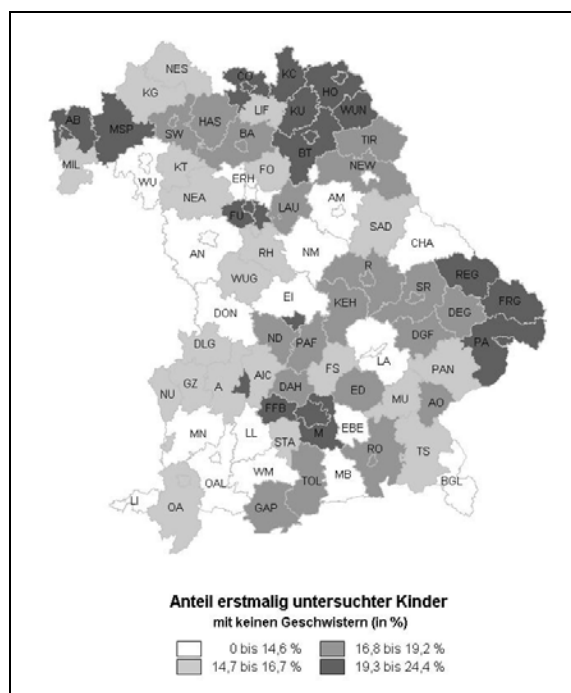 NES
KG
CO
KC
HO
KU
WUN
LIF
AB
MSP
SW
HAS
BA
BT
TIR
MIL
WU
KT
ERH
FO
NEW
NEA
FÜ
LAU
AM
SAD
CHA
AN
RH
NM
WUG
R
REG
EI
KEH
SR
DEG
FRG
DON
ND
PAF
DGF
PA
DLG
LA
NU
GZ
A
AIC
DAH
FS
ED
PAN
MÜ
AÖ
FFB
M
EBE
MN
LL
STA
RO
TS
OAL
WM
TÖL
MB
BGL
LI
OA
GAP
Anteil erstmalig untersuchter Kinder
mit keinen Geschwistern (in %)
0 bis 14,6 % 16,8 bis 19,2 %
14,7 bis 16,7 % 19,3 bis 24,4 %